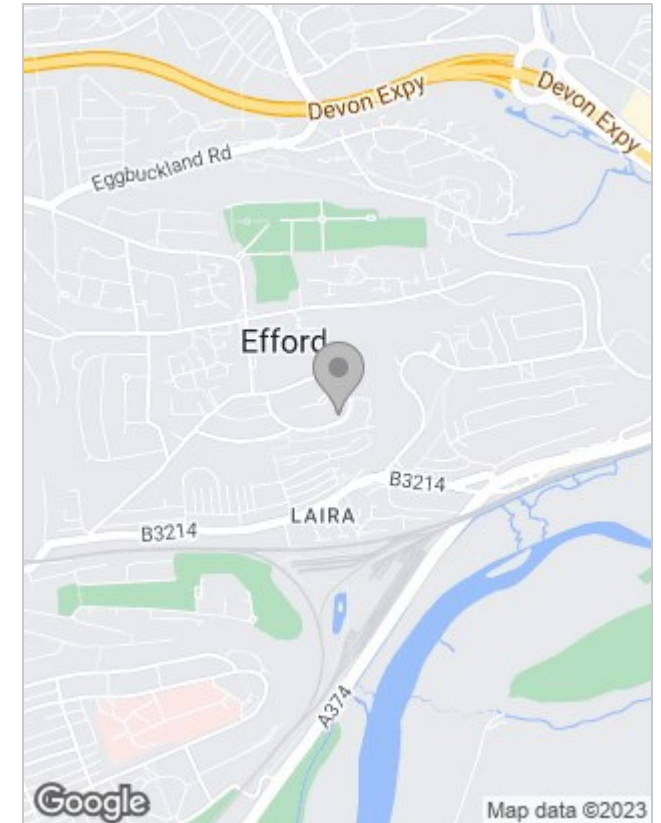 Devon Expy
Devon Expy
Eggbuckland Rd
Efford
B3214
LAIRA
B3214
A374
Google
Map data ©2023